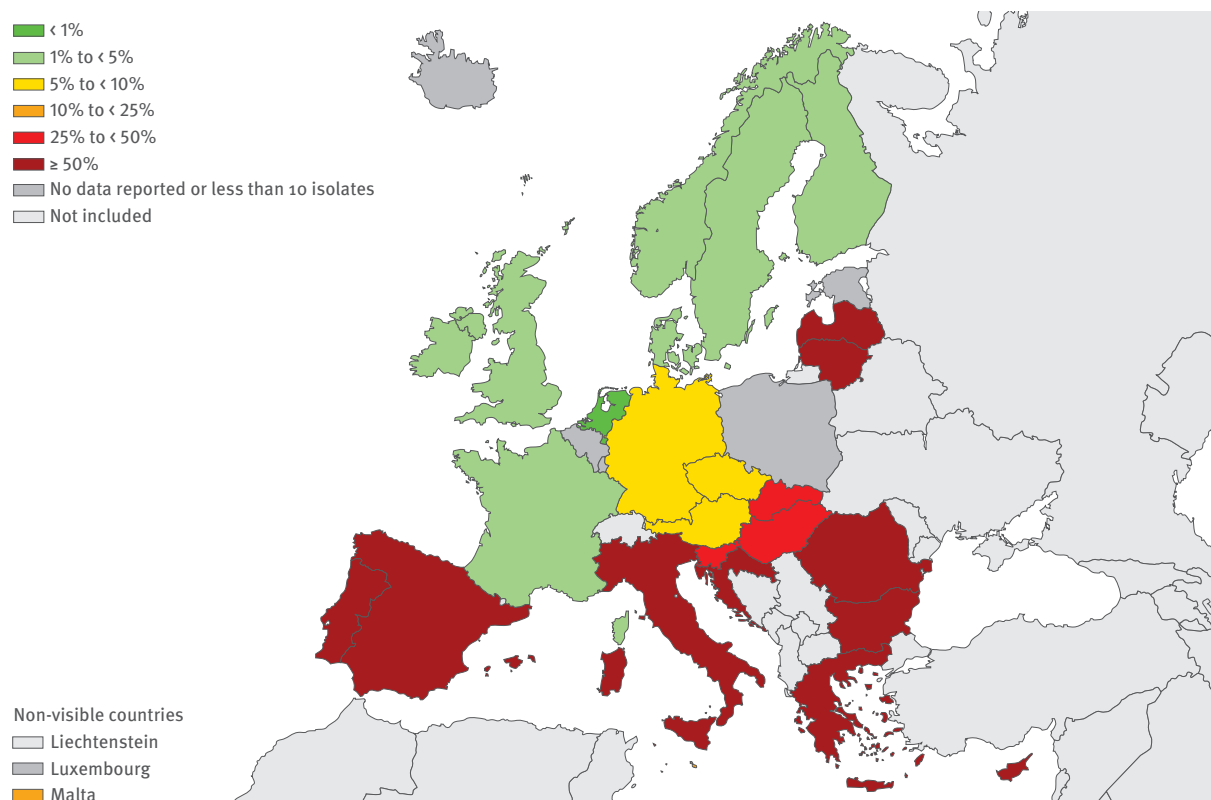 < 1%
1% to < 5%
5% to < 10%
10% to < 25%
25% to < 50%
≥ 50%
No data reported or less than 10 isolates
Not included
Non-visible countries
Liechtenstein
Luxembourg
Malta